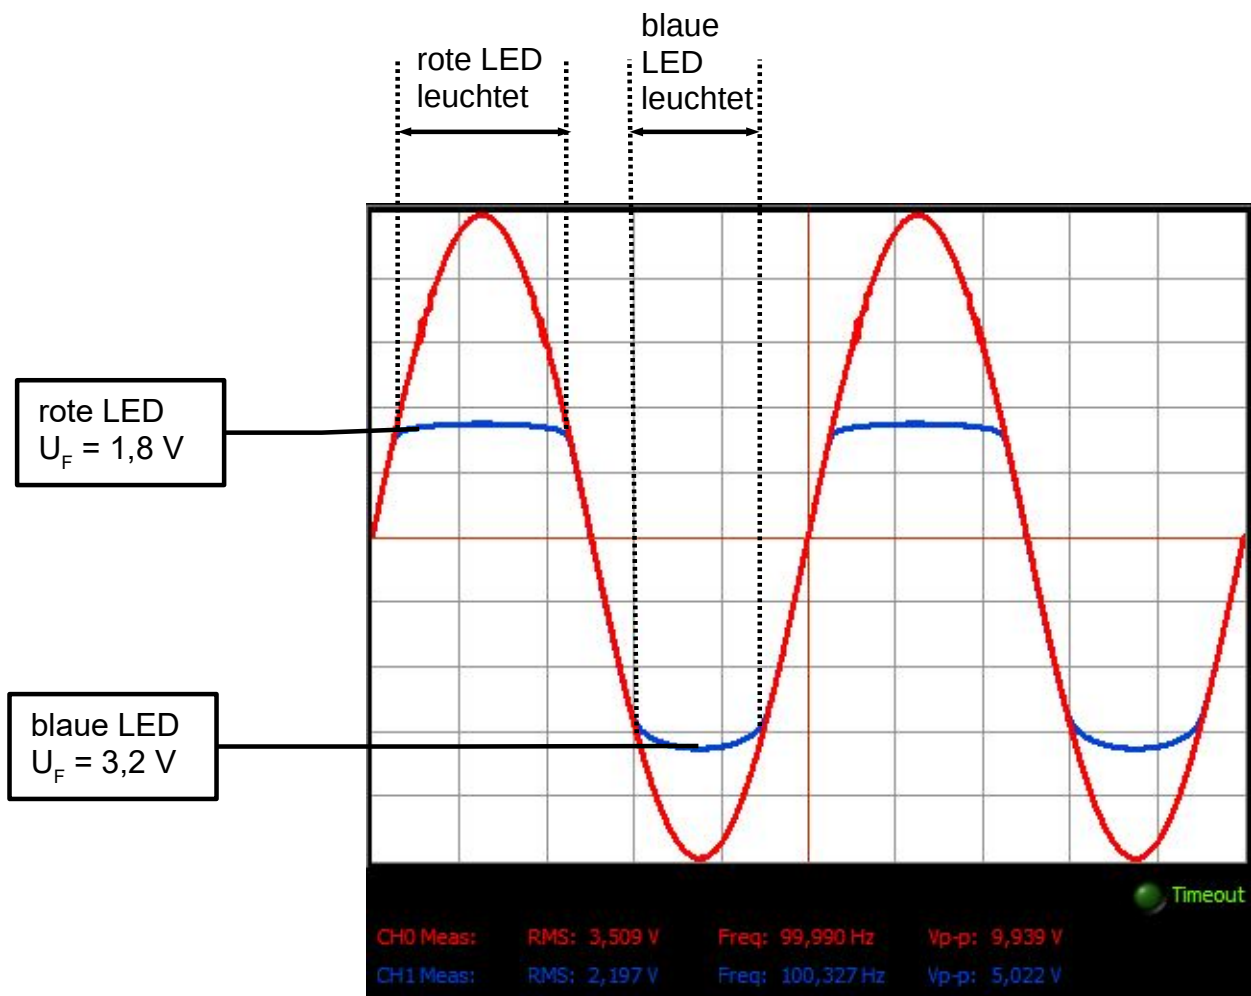 blaue
LED
leuchtet
rote LED
leuchtet
rote LED
U_F = 1,8 V
blaue LED
U_F = 3,2 V
Timeout
CH0 Meas: RMS: 3,509 V Freq: 99,990 Hz Vp-p: 9,939 V
CH1 Meas: RMS: 2,197 V Freq: 100,327 Hz Vp-p: 5,022 V